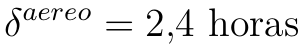 δ^{aereo} = 2,4 horas